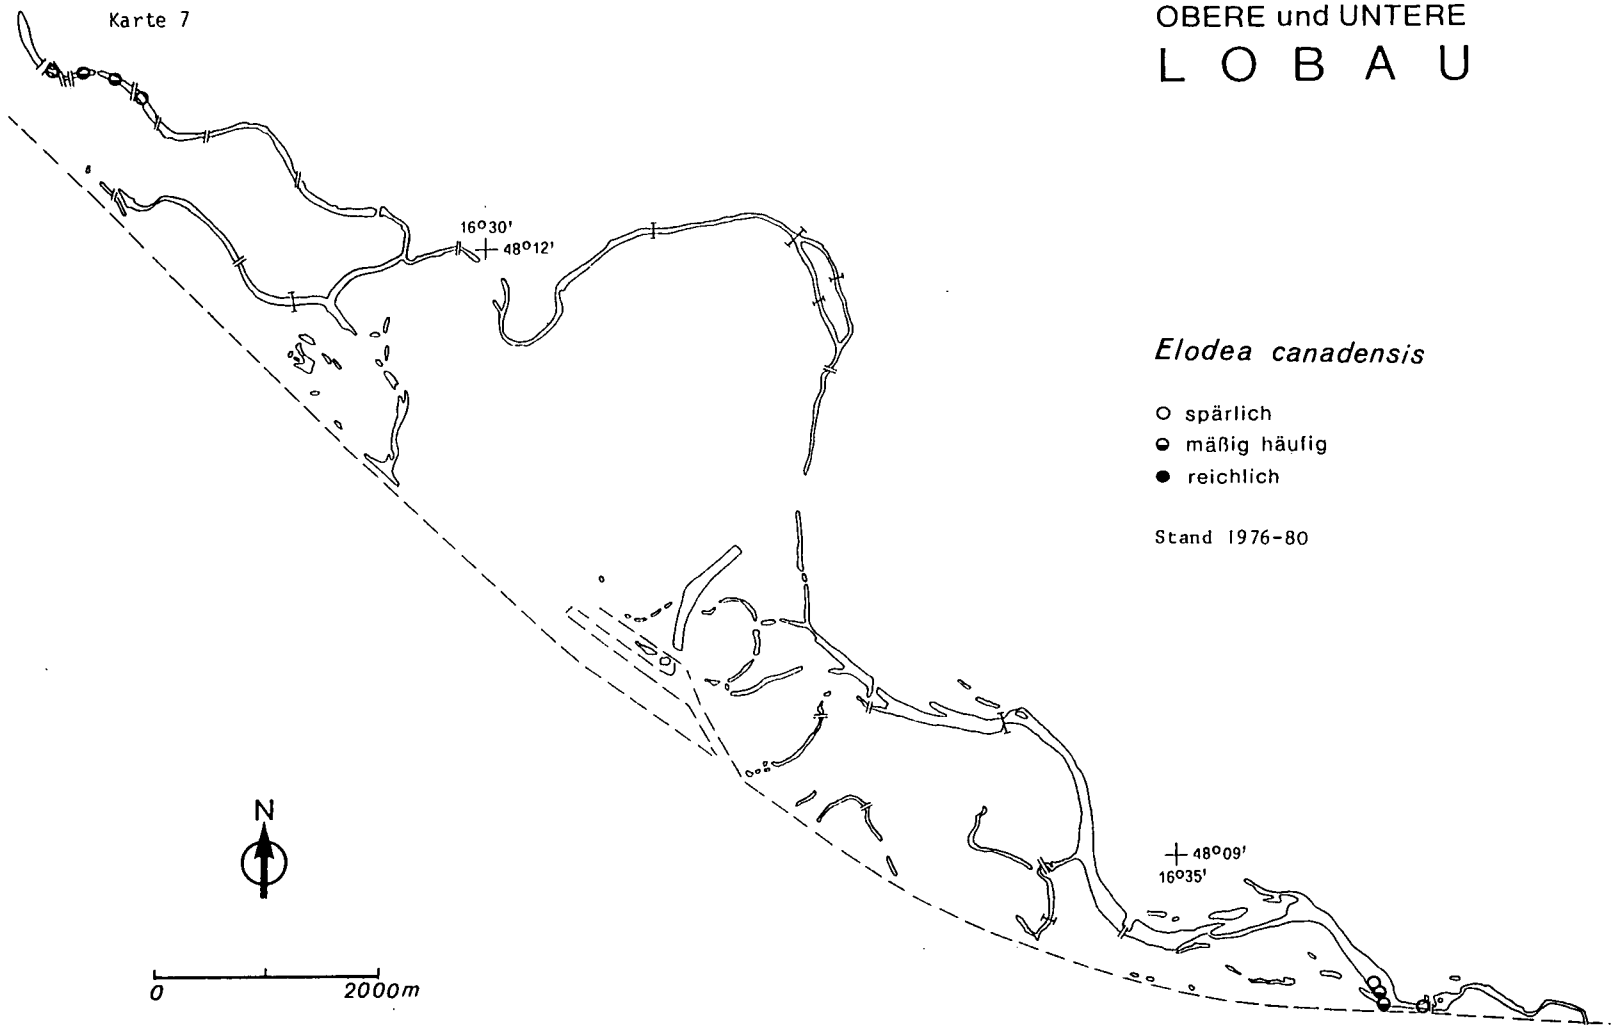 Karte 7
OBERE und UNTERE
LOBAU
16°30'
48°12'
Elodea canadensis
spärlich
mäßig häufig
reichlich
Stand 1976-80
N
48°09'
16°35'
0 2000m